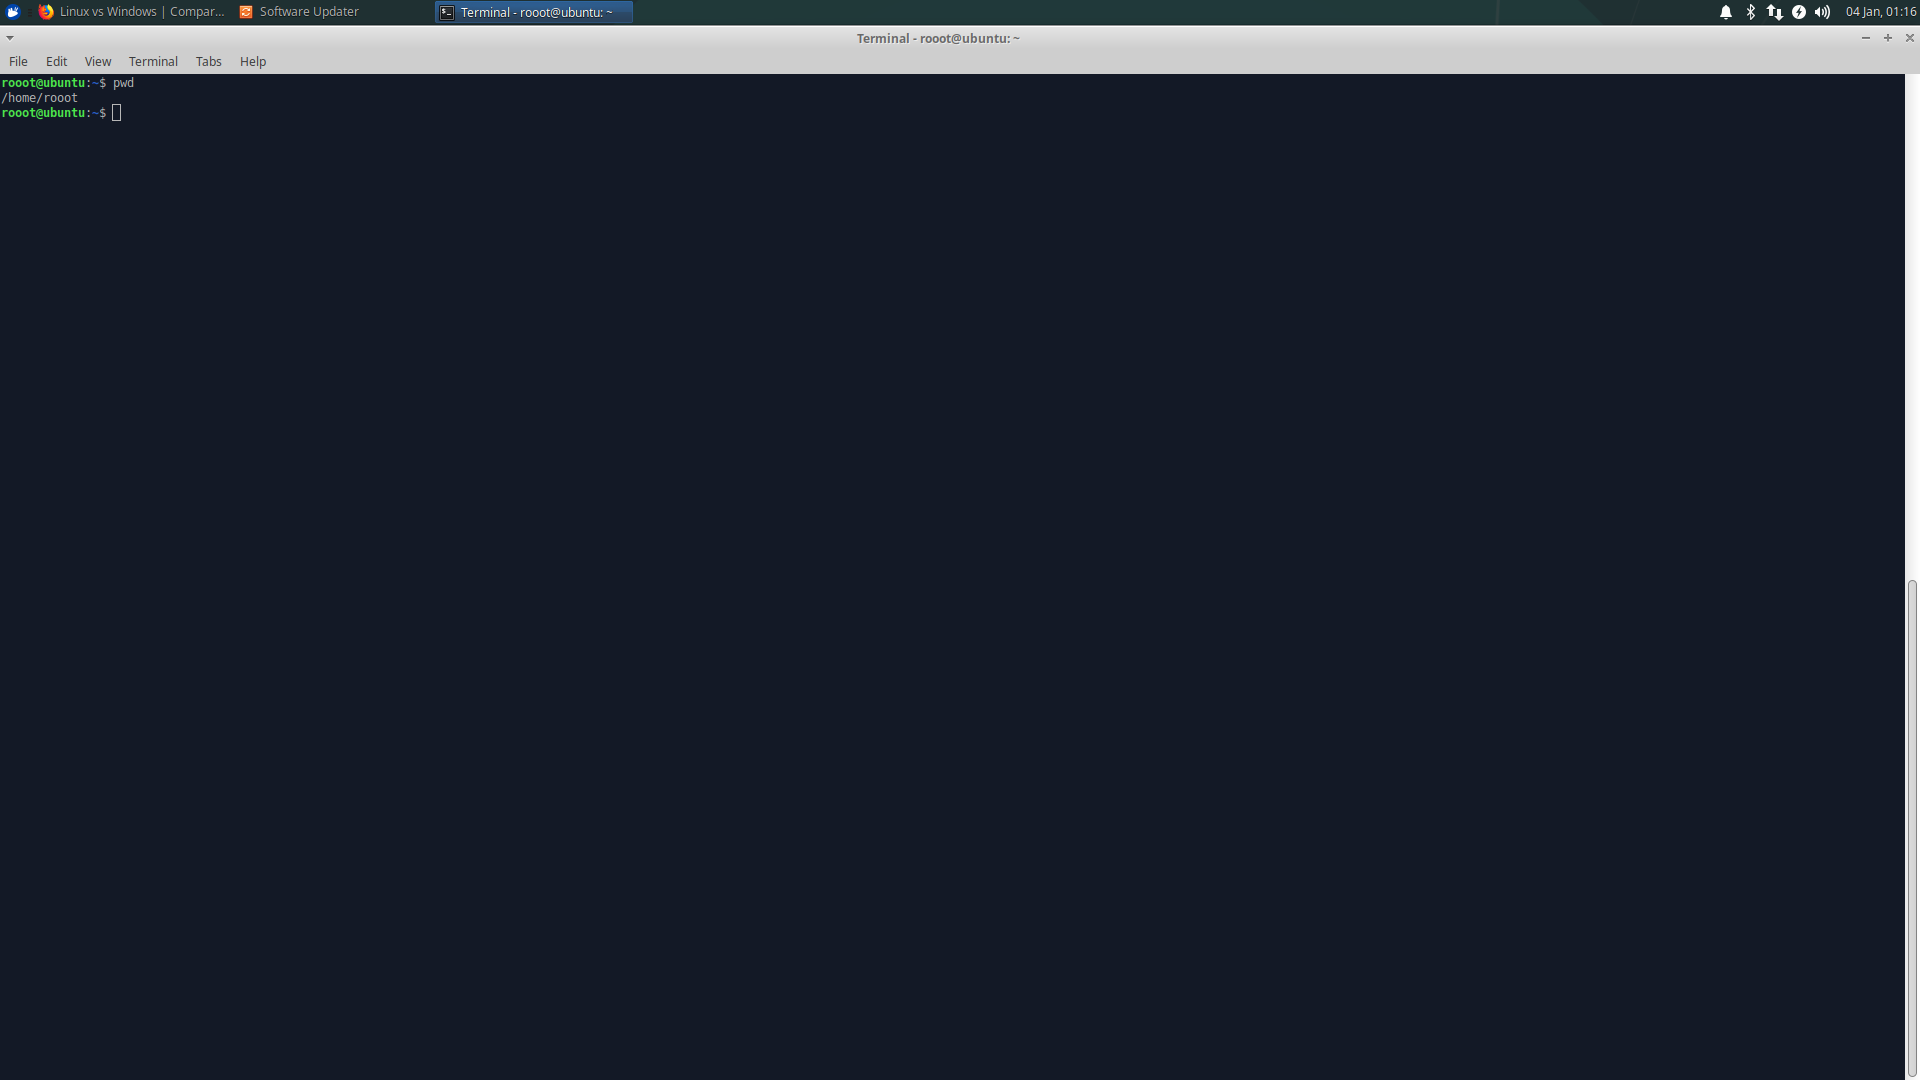 Linux vs Windows | Compar... Software Updater Terminal - rooot@ubuntu: ~ 04 Jan, 01:16
Terminal - rooot@ubuntu: ~
File Edit View Terminal Tabs Help
rooot@ubuntu:~$ pwd
/home/rooot
rooot@ubuntu:~$